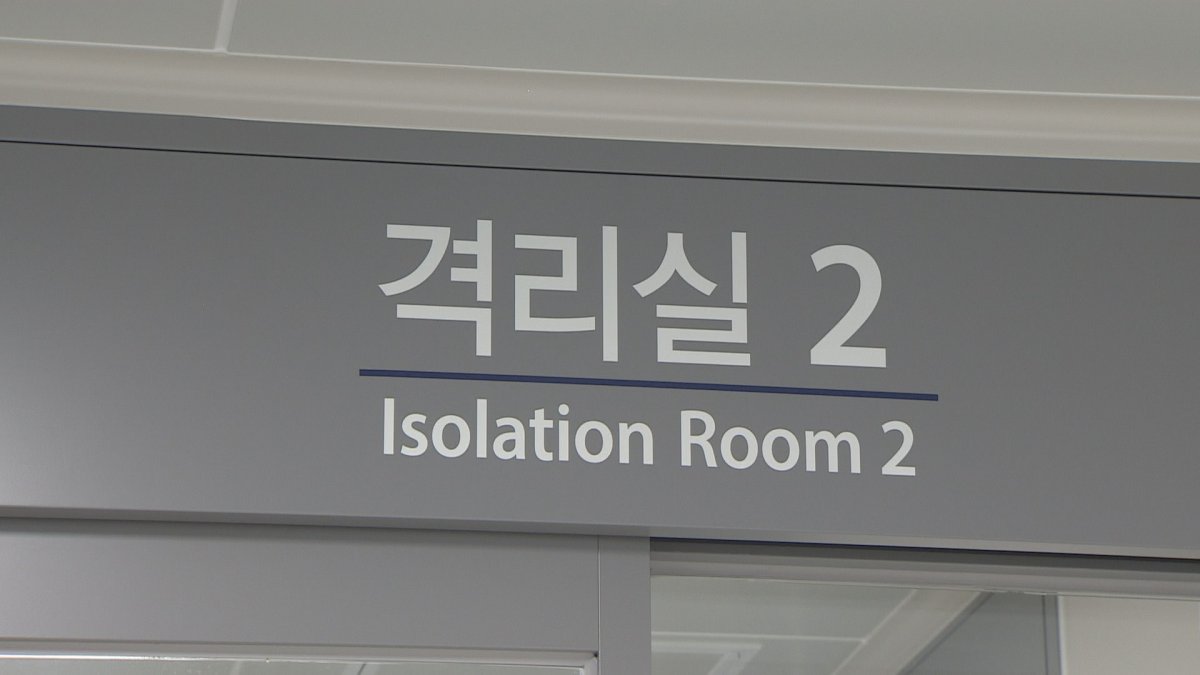 격리실 2
Isolation Room 2